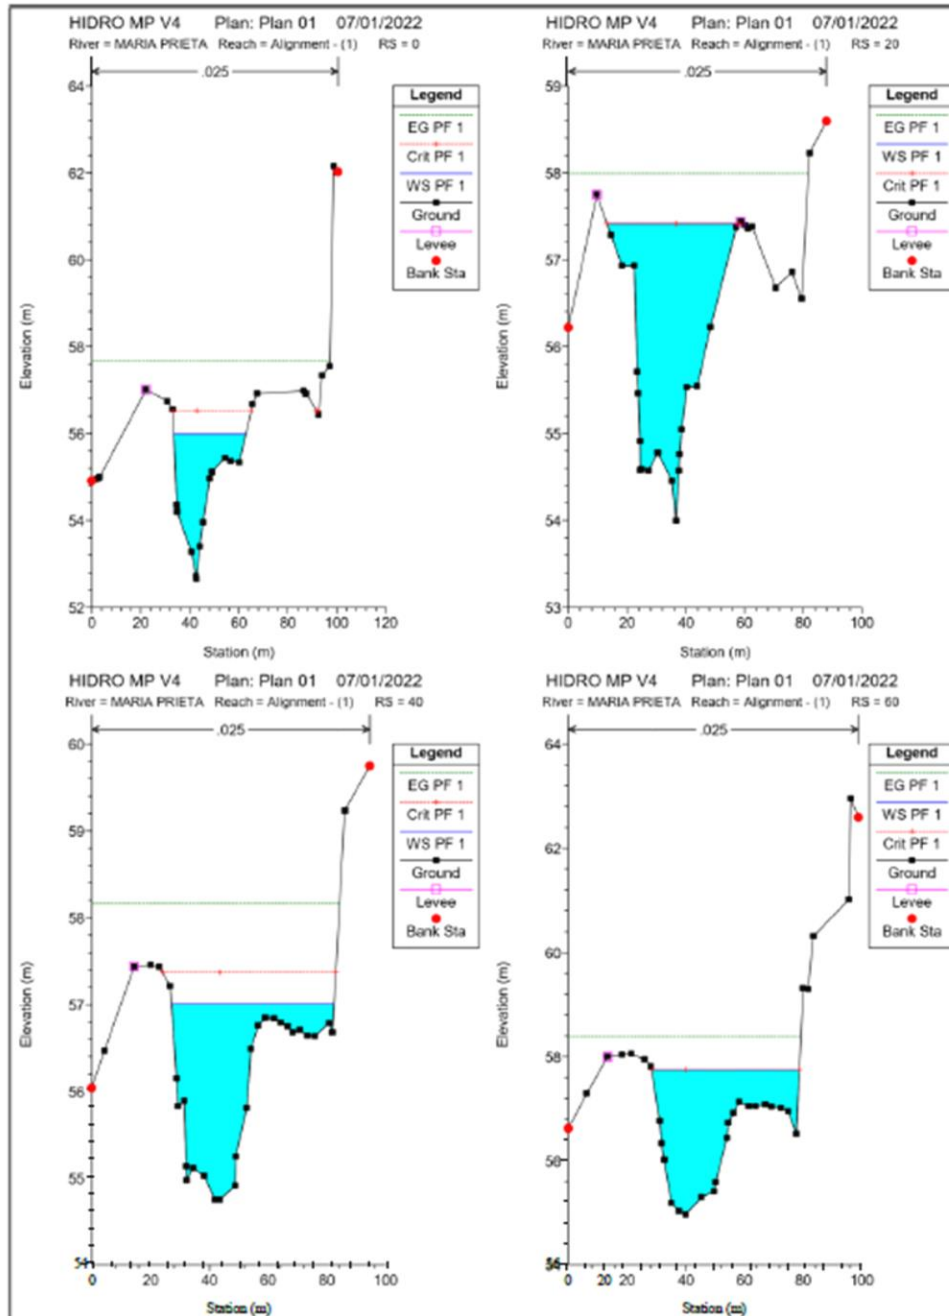 HIDRO MP V4 Plan: Plan 01 07/01/2022
River = MARIA PRIETA Reach = Alignment - (1) RS = 0
.025
Legend
EG PF 1
Crit PF 1
WS PF 1
Ground
Levee
Bank Sta
64
62
60
58
56
54
52
Elevation (m)
0 20 40 60 80 100 120
Station (m)
HIDRO MP V4 Plan: Plan 01 07/01/2022
River = MARIA PRIETA Reach = Alignment - (1) RS = 20
.025
Legend
EG PF 1
WS PF 1
Crit PF 1
Ground
Levee
Bank Sta
59
58
57
56
55
54
53
Elevation (m)
0 20 40 60 80 100
Station (m)
HIDRO MP V4 Plan: Plan 01 07/01/2022
River = MARIA PRIETA Reach = Alignment - (1) RS = 40
.025
Legend
EG PF 1
Crit PF 1
WS PF 1
Ground
Levee
Bank Sta
60
59
58
57
56
55
Elevation (m)
0 20 40 60 80 100
Station (m)
HIDRO MP V4 Plan: Plan 01 07/01/2022
River = MARIA PRIETA Reach = Alignment - (1) RS = 60
.025
Legend
EG PF 1
WS PF 1
Crit PF 1
Ground
Levee
Bank Sta
64
62
60
58
56
Elevation (m)
0 20 20 40 60 80 100
Station (m)